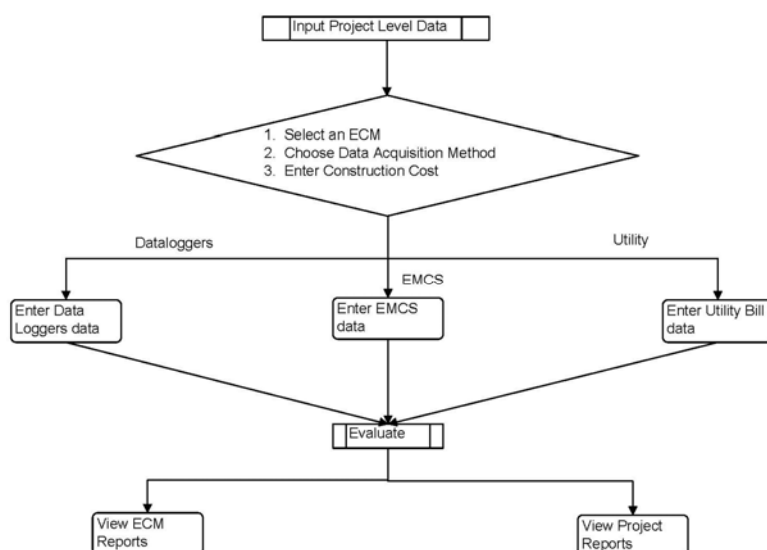 Input Project Level Data
1. Select an ECM
2. Choose Data Acquisition Method
3. Enter Construction Cost
Dataloggers
Utility
EMCS
Enter Data
Loggers data
Enter EMCS
data
Enter Utility Bill
data
Evaluate
View ECM
Reports
View Project
Reports